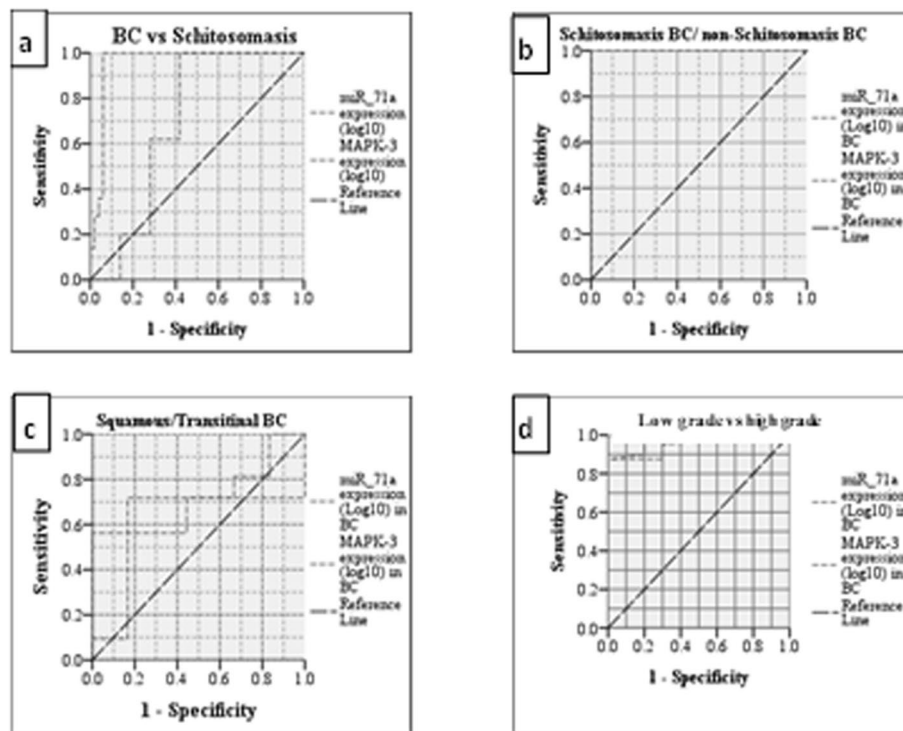 a
BC vs Schitosomasis
1.0
0.8
0.6
0.4
0.2
0.0
Sensitivity
0.0 0.2 0.4 0.6 0.8 1.0
1 - Specificity
miR_71a
expression
(log10)
MAPK-3
expression
(log10)
Reference
Line
b
Schitosomasis BC/ non-Schitosomasis BC
1.0
0.8
0.6
0.4
0.2
0.0
Sensitivity
0.0 0.2 0.4 0.6 0.8 1.0
1 - Specificity
miR_71a
expression
(Log10) in
BC
MAPK-3
expression
(log10) in
BC
Reference
Line
c
Squamous/Transitinal BC
1.0
0.8
0.6
0.4
0.2
0.0
Sensitivity
0.0 0.2 0.4 0.6 0.8 1.0
1 - Specificity
miR_71a
expression
(Log10) in
BC
MAPK-3
expression
(log10) in
BC
Reference
Line
d
Low grade vs high grade
1.0
0.8
0.6
0.4
0.2
0.0
Sensitivity
0.0 0.2 0.4 0.6 0.8 1.0
1 - Specificity
miR_71a
expression
(Log10) in
BC
MAPK-3
expression
(log10) in
BC
Reference
Line